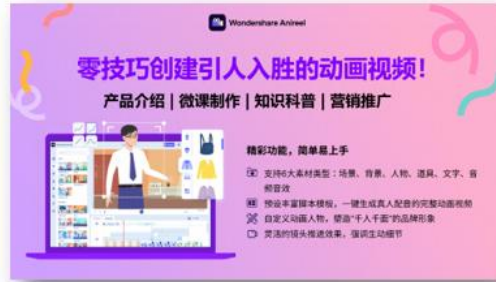 Wondershare Anireel
零技巧创建引人入胜的动画视频!
产品介绍 | 微课制作 | 知识科普 | 营销推广
精彩功能，简单易上手
支持6大素材类型：场景、背景、人物、道具、文字、音
频音效
预设丰富脚本模板，一键生成真人配音的完整动画视频
自定义动画人物，塑造“千人千面”的品牌形象
灵活的镜头推进效果，强调生动细节